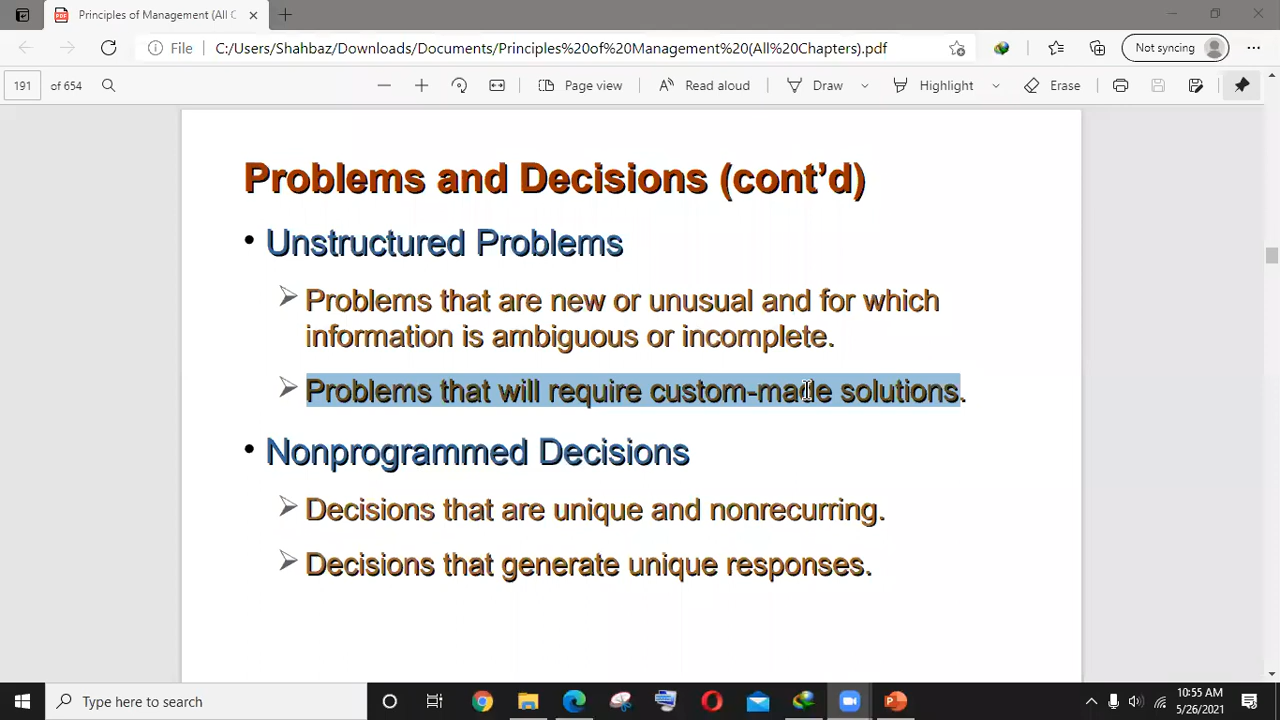 Principles of Management (All C
File
C:/Users/Shahbaz/Downloads/Documents/Principles%20of%20Management%20(All%20Chapters).pdf
Not syncing
191 of 654
Page view
Read aloud
Draw
Highlight
Erase
Problems and Decisions (cont’d)
• Unstructured Problems
➢ Problems that are new or unusual and for which
information is ambiguous or incomplete.
➢ Problems that will require custom-made solutions.
• Nonprogrammed Decisions
➢ Decisions that are unique and nonrecurring.
➢ Decisions that generate unique responses.
Type here to search
10:55 AM
5/26/2021